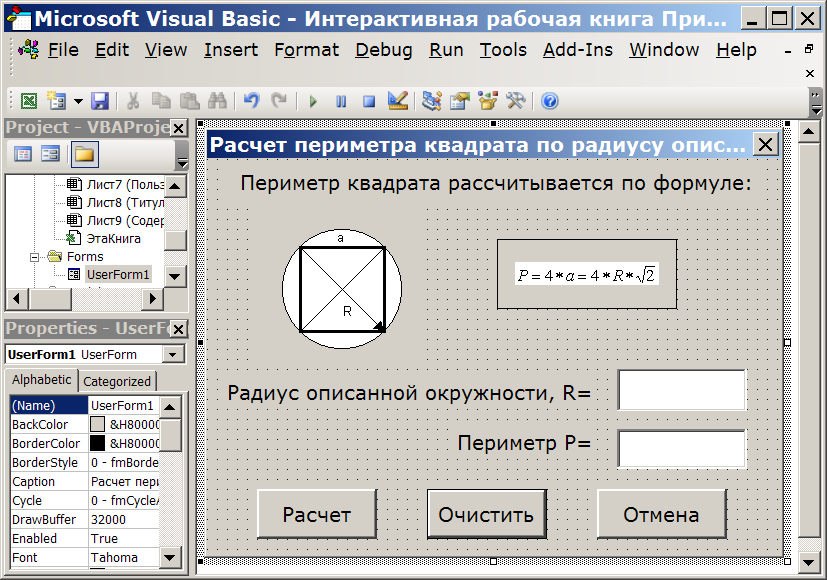 Microsoft Visual Basic - Интерактивная рабочая книга При...
File Edit View Insert Format Debug Run Tools Add-Ins Window Help
Project - VBAProje
Лист7 (Польз
Лист8 (Титул
Лист9 (Содер
ЭтаКнига
Forms
UserForm1
Properties - UserFo
UserForm1 UserForm
Alphabetic Categorized
(Name) UserForm1
BackColor &H80000
BorderColor &H80000
BorderStyle 0 - fmBorde
Caption Расчет пери
Cycle 0 - fmCycleA
DrawBuffer 32000
Enabled True
Font Tahoma
Расчет периметра квадрата по радиусу опис...
Периметр квадрата рассчитывается по формуле:
a
R
P=4*a=4*R*√2
Радиус описанной окружности, R=
Периметр P=
Расчет Очистить Отмена